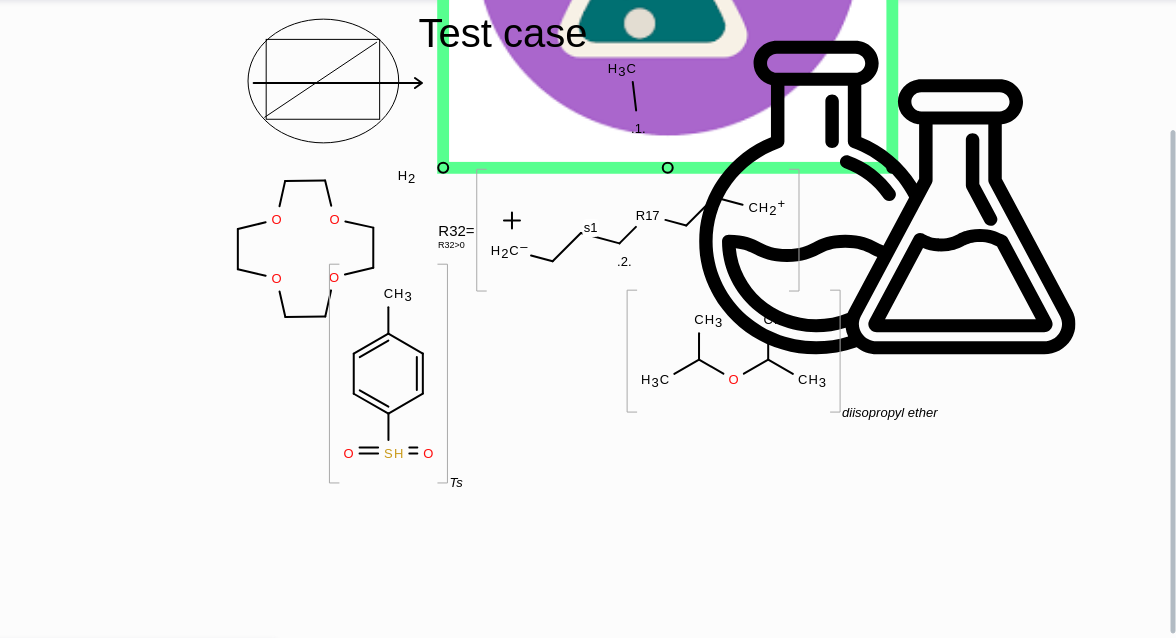 Test case
H3C
.1.
H2
O
O
O
O
R32=
R32>0
H2C−
s1
.2.
R17
CH2+
CH3
O
SH
O
Ts
CH3
H3C
O
CH3
diisopropyl ether